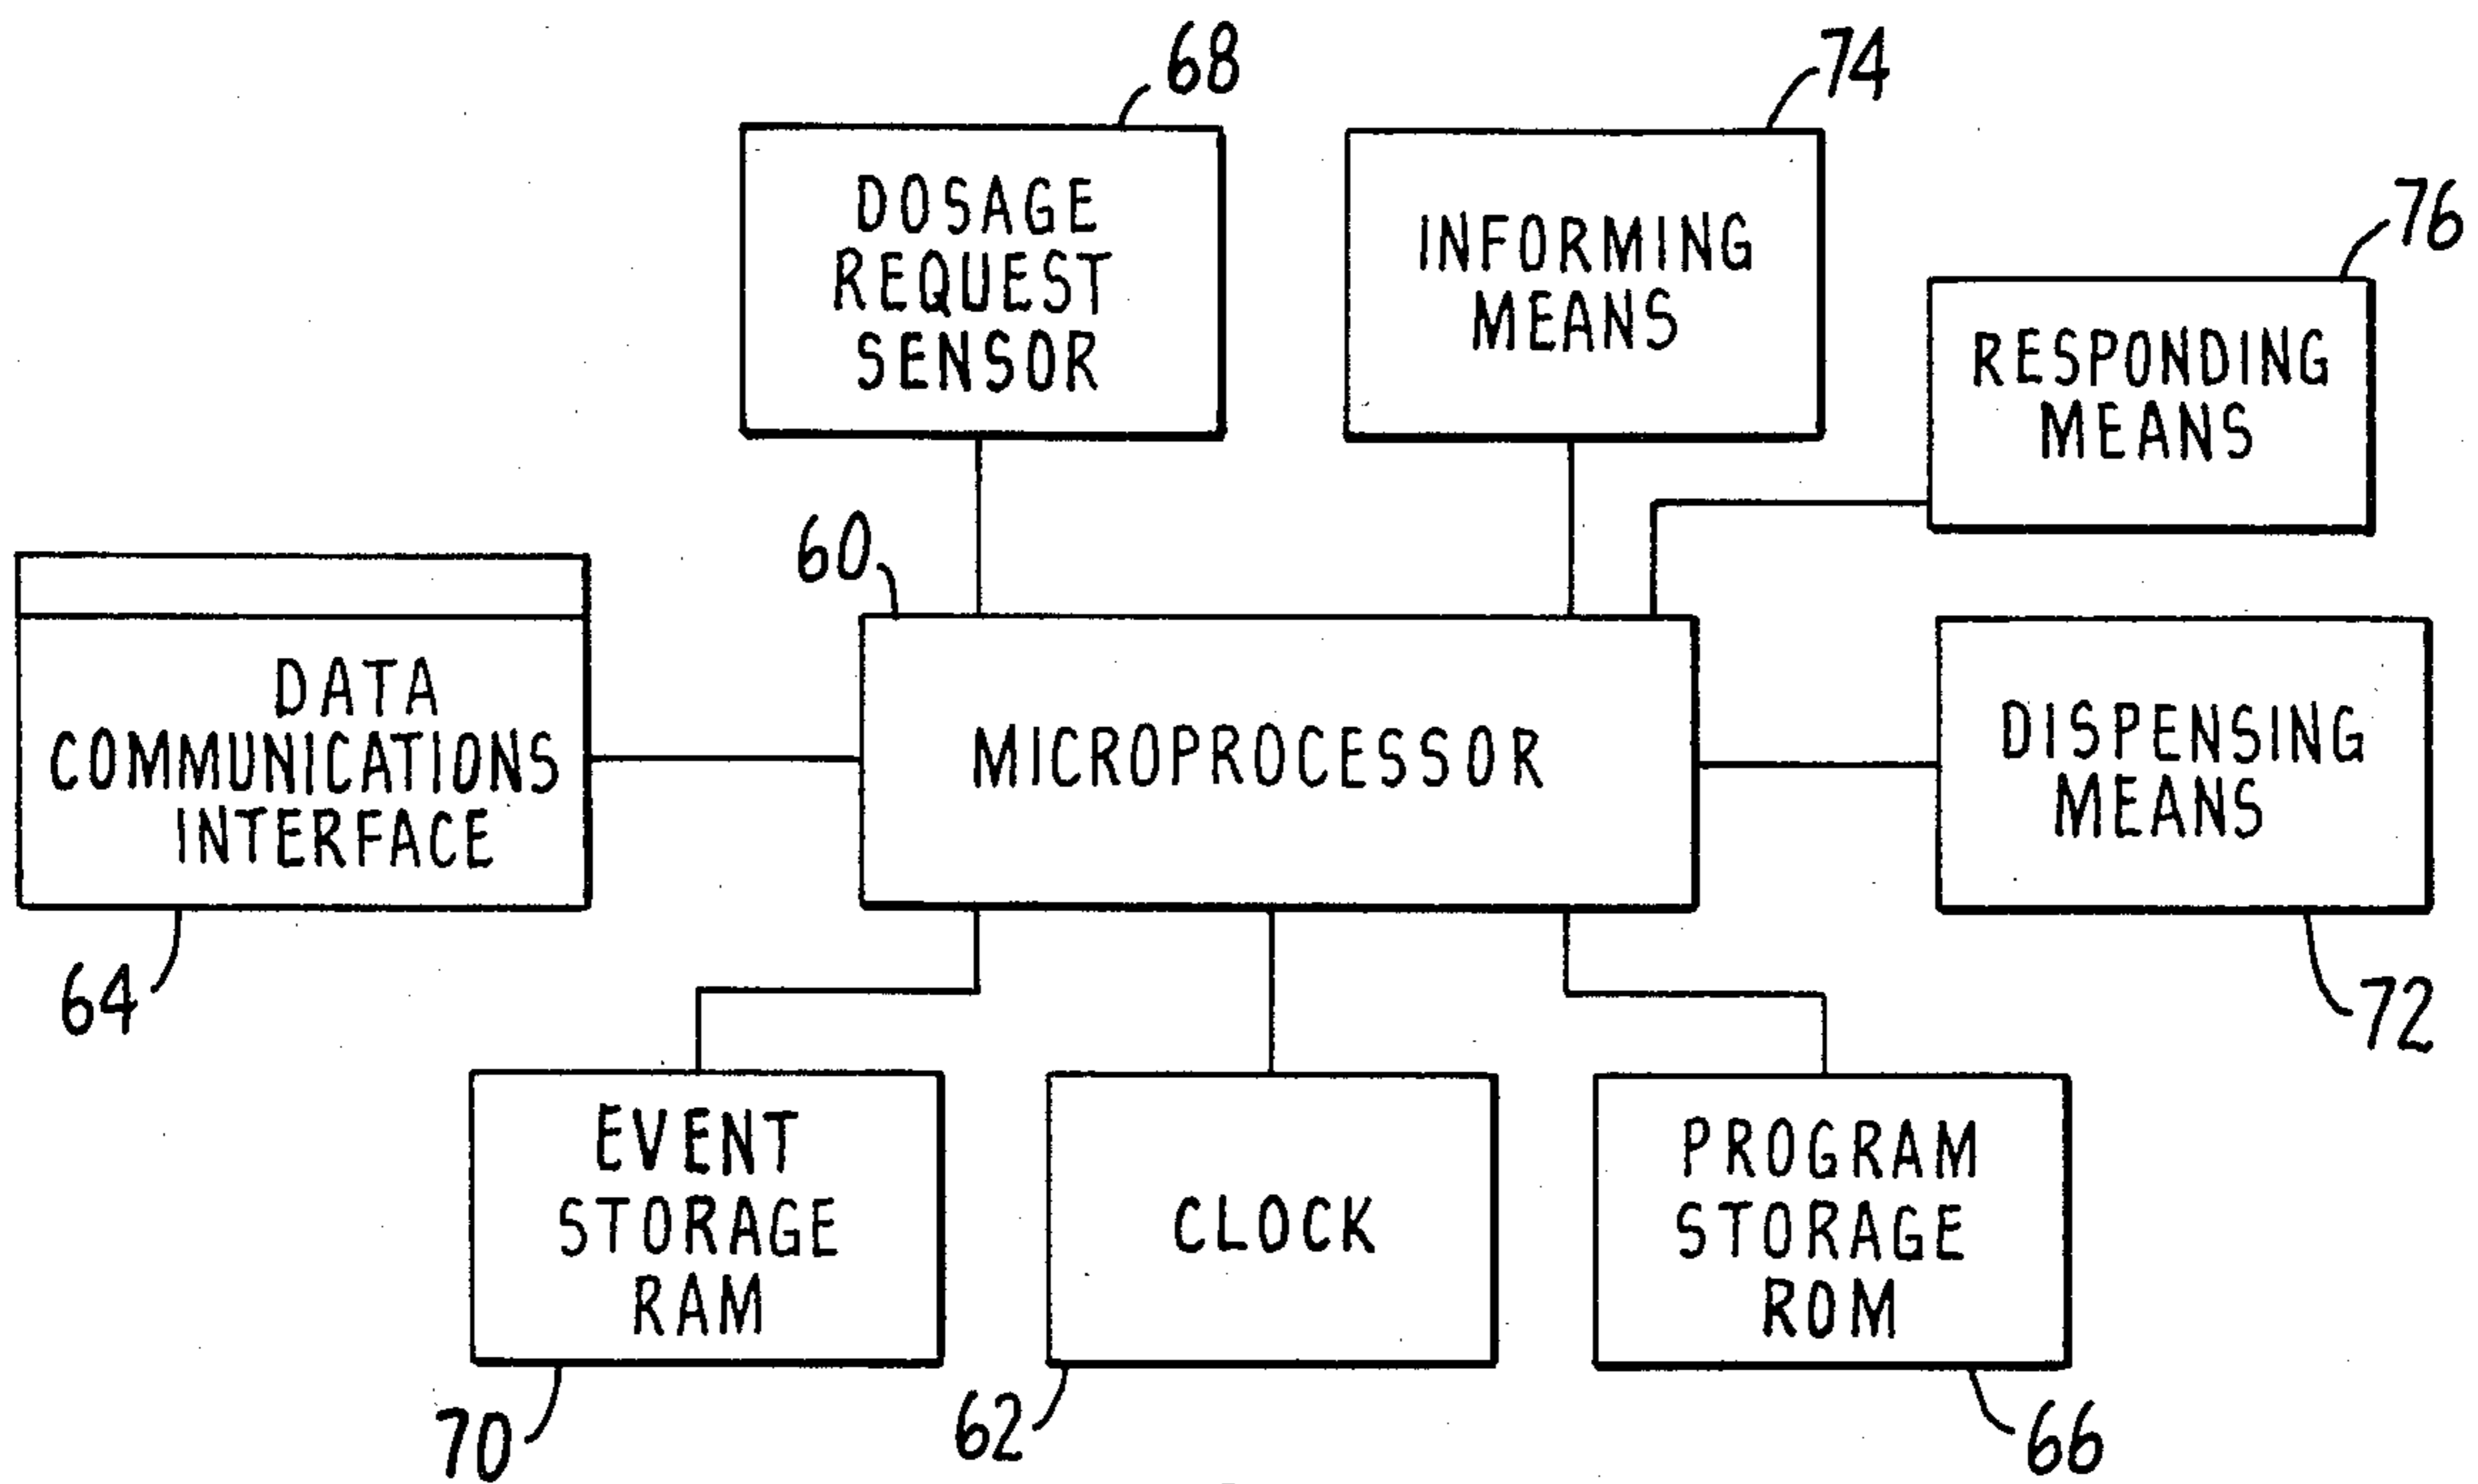 68
DOSAGE
REQUEST
SENSOR
74
INFORMING
MEANS
76
RESPONDING
MEANS
60
MICROPROCESSOR
DATA
COMMUNICATIONS
INTERFACE
64
DISPENSING
MEANS
72
EVENT
STORAGE
RAM
70
CLOCK
62
PROGRAM
STORAGE
ROM
66